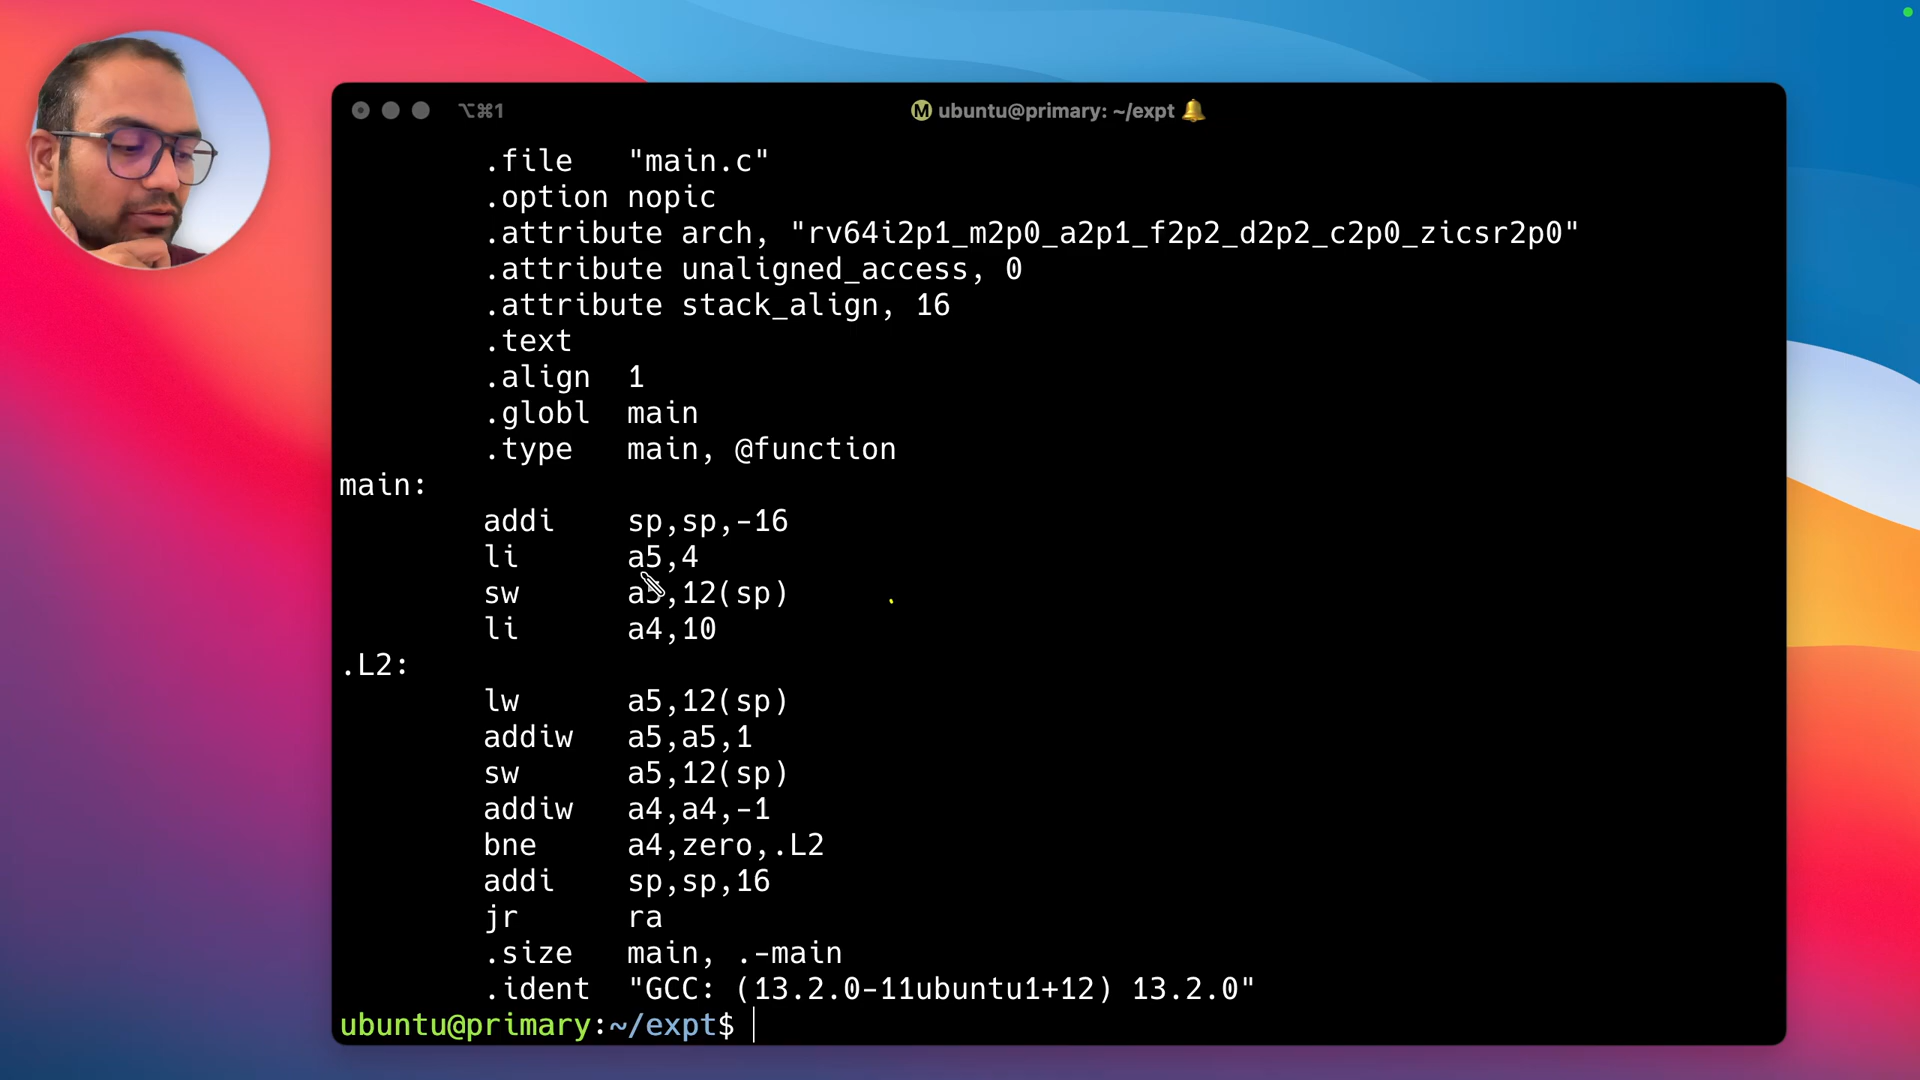 ⌥⌘1
M ubuntu@primary: ~/expt 🔔
.file "main.c"
.option nopic
.attribute arch, "rv64i2p1_m2p0_a2p1_f2p2_d2p2_c2p0_zicsr2p0"
.attribute unaligned_access, 0
.attribute stack_align, 16
.text
.align 1
.globl main
.type main, @function
main:
addi sp,sp,-16
li a5,4
sw a5,12(sp)
li a4,10
.L2:
lw a5,12(sp)
addiw a5,a5,1
sw a5,12(sp)
addiw a4,a4,-1
bne a4,zero,.L2
addi sp,sp,16
jr ra
.size main, .-main
.ident "GCC: (13.2.0-11ubuntu1+12) 13.2.0"
ubuntu@primary:~/expt$